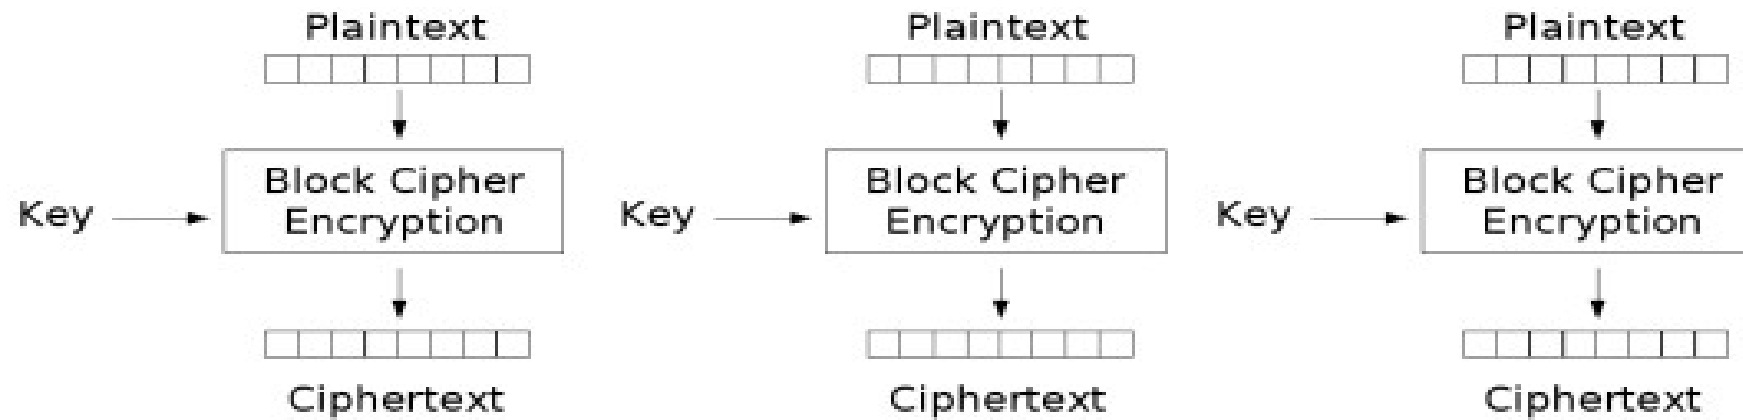 Plaintext
Plaintext
Plaintext
Key
Block Cipher
Encryption
Key
Block Cipher
Encryption
Key
Block Cipher
Encryption
Ciphertext
Ciphertext
Ciphertext